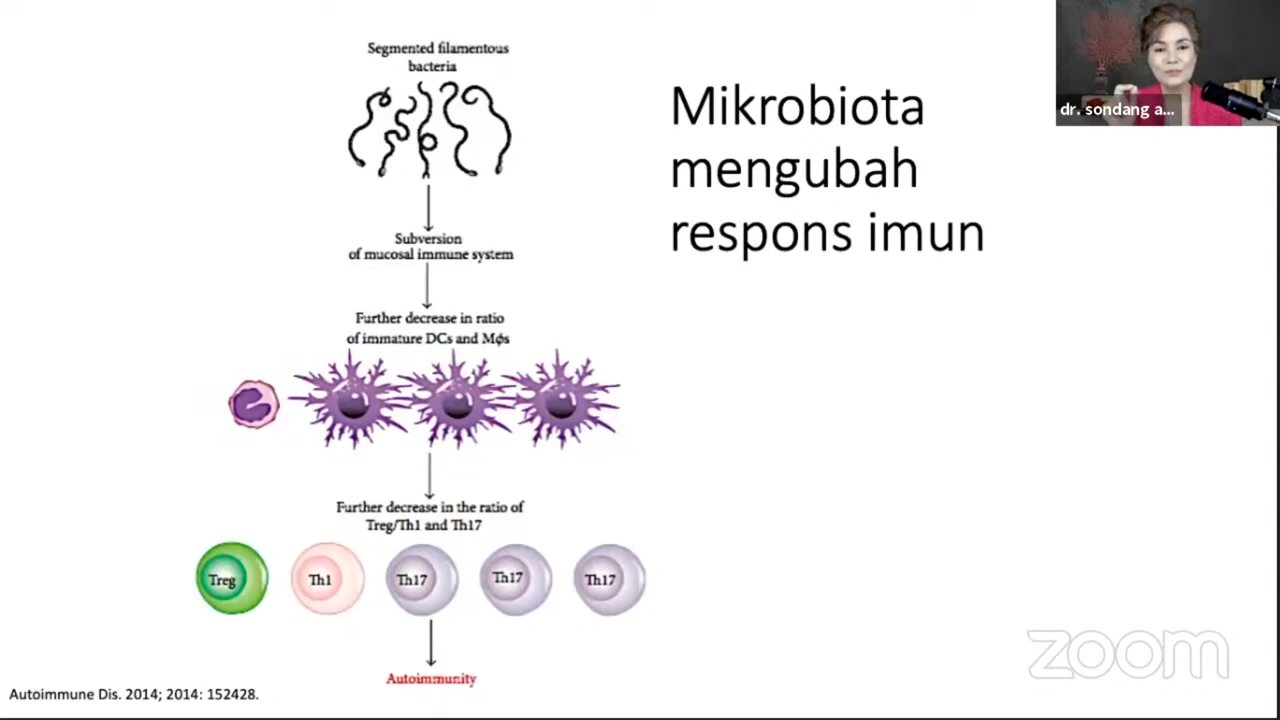 Segmented filamentous
bacteria
Subversion
of mucosal immune system
Further decrease in ratio
of immature DCs and Mϕs
Further decrease in the ratio of
Treg/Th1 and Th17
Treg
Th1
Th17
Th17
Th17
Autoimmunity
Autoimmune Dis. 2014; 2014: 152428.
Mikrobiota
mengubah
respons imun
dr. sondang a...
zoom